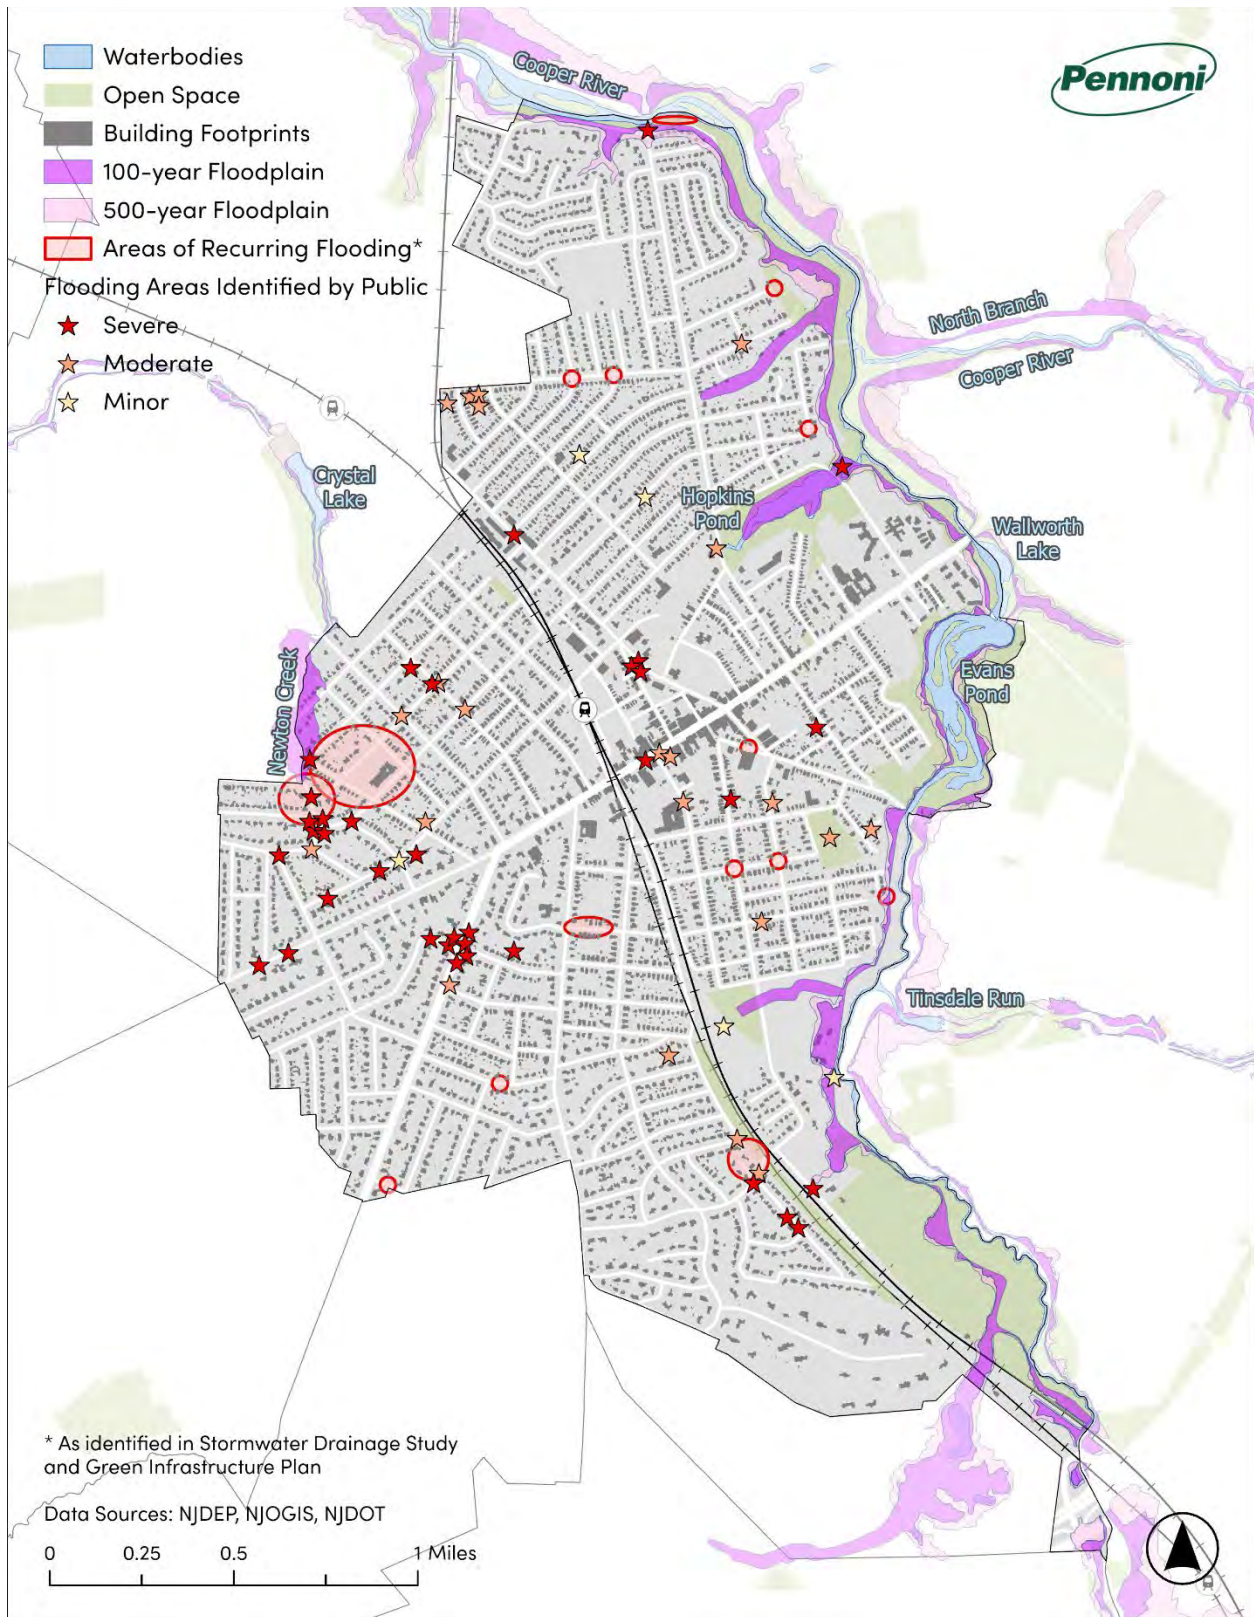 Waterbodies
Open Space
Building Footprints
100-year Floodplain
500-year Floodplain
Areas of Recurring Flooding*
Flooding Areas Identified by Public
Severe
Moderate
Minor
Pennoni
Cooper River
North Branch
Cooper River
Crystal
Lake
Hopkins
Pond
Wallworth
Lake
Evans
Pond
Newton Creek
Tinsdale Run
* As identified in Stormwater Drainage Study
and Green Infrastructure Plan
Data Sources: NJDEP, NJOGIS, NJDOT
0 0.25 0.5 1 Miles